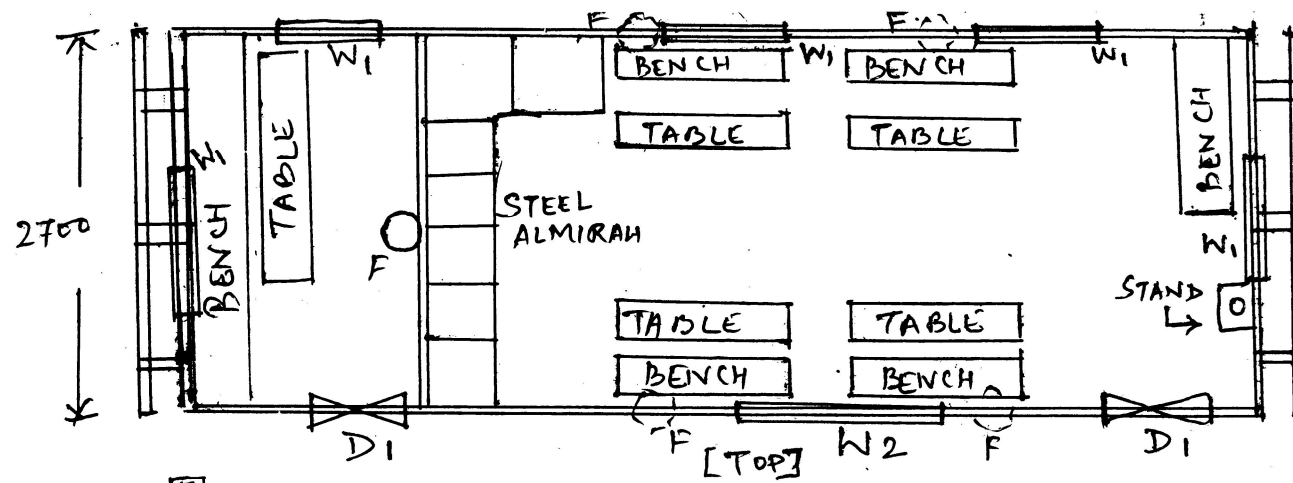 F
F
W1
W1
W1
BENCH
BENCH
BENCH
TABLE
TABLE
TABLE
W1
BENCH
2700
F
STEEL
ALMIRAH
W1
STAND
O
TABLE
TABLE
BENCH
BENCH
D1
F
[TOP]
W2
F
D1